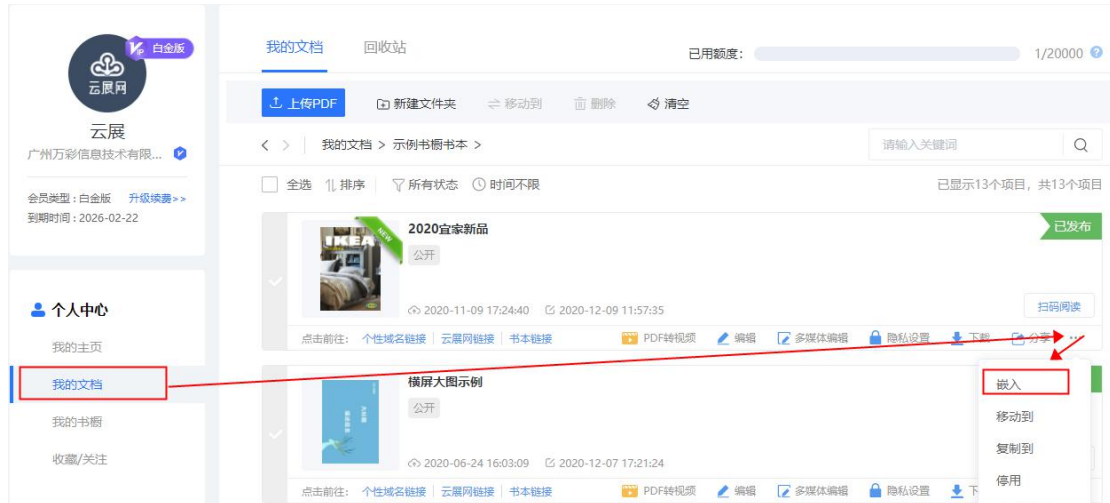 白金版
云展网
云展
广州万彩信息技术有限...
会员类型：白金版 升级续费>>
到期时间：2026-02-22
个人中心
我的主页
我的文档
我的书橱
收藏/关注
我的文档 回收站 已用额度： 1/20000
上传PDF 新建文件夹 移动到 删除 清空
< > 我的文档 > 示例书橱书本 > 请输入关键词
全选 排序 所有状态 时间不限 已显示13个项目，共13个项目
IKEA
NEW
2020宜家新品
已发布
公开
2020-11-09 17:24:40 2020-12-09 11:57:35 扫码阅读
点击前往： 个性域名链接 云展网链接 书本链接 PDF转视频 编辑 多媒体编辑 隐私设置 下载 分享 ...
横屏大图示例
公开
2020-06-24 16:03:09 2020-12-07 17:21:24
点击前往： 个性域名链接 云展网链接 书本链接 PDF转视频 编辑 多媒体编辑 隐私设置 下
嵌入
移动到
复制到
停用